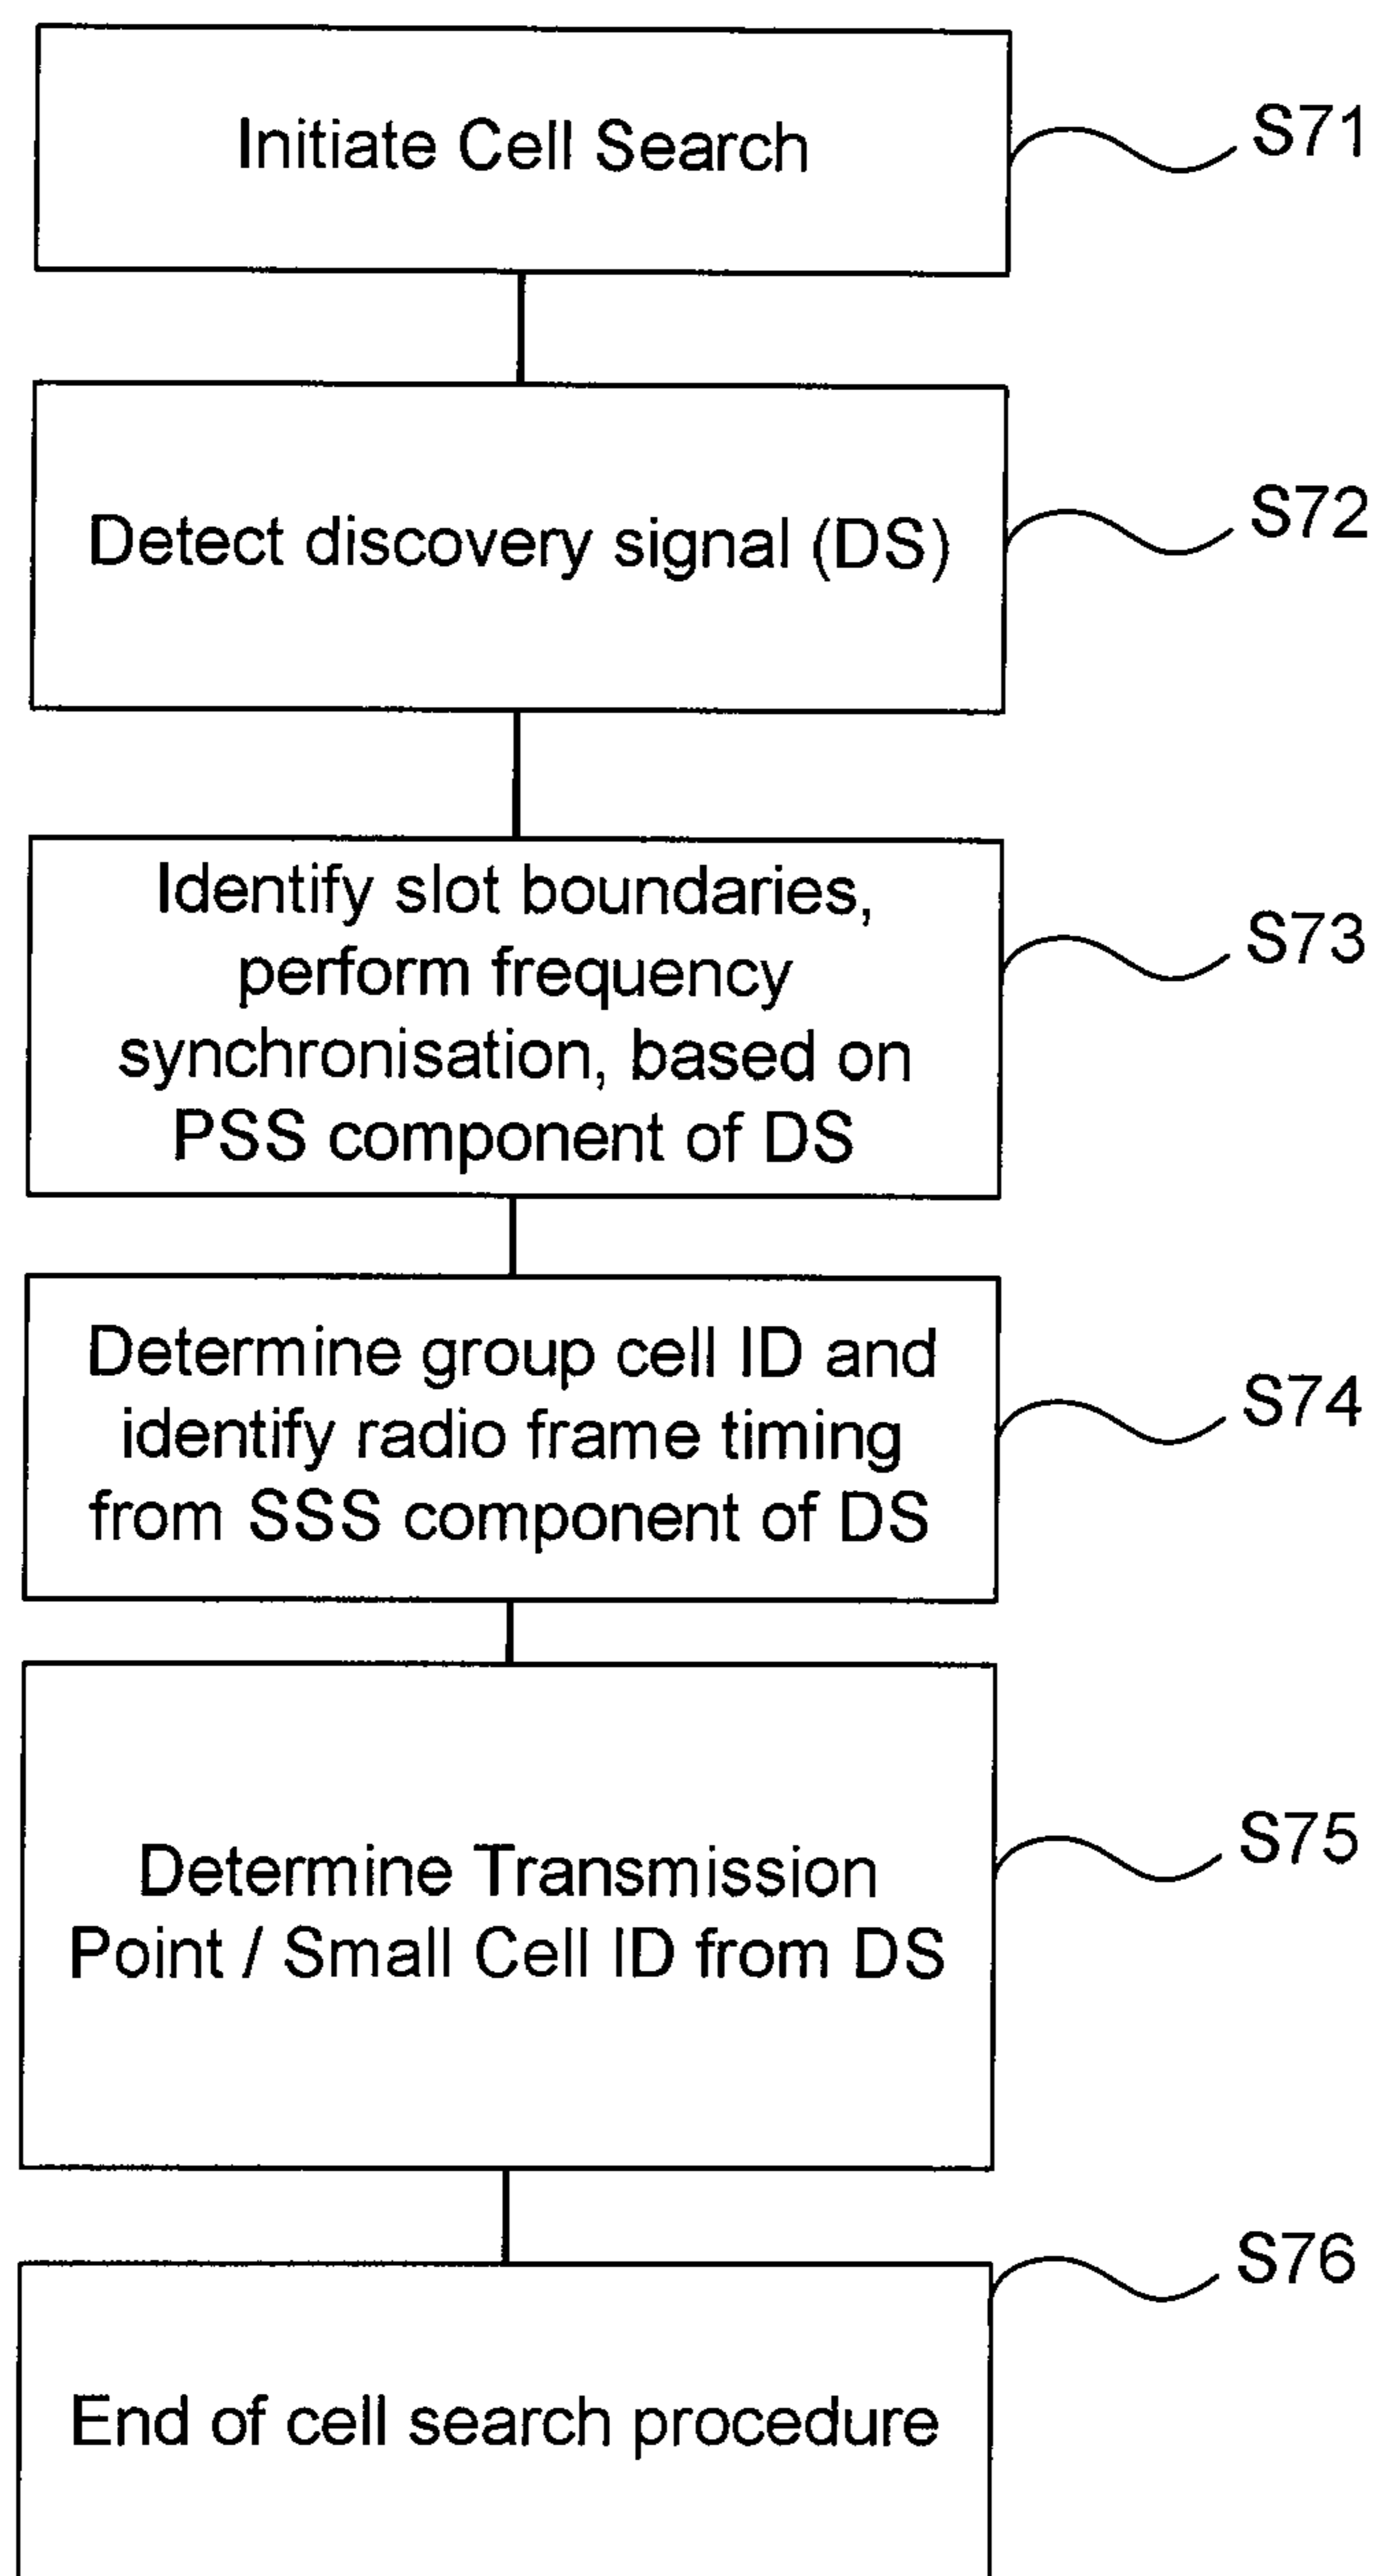 Initiate Cell Search
S71
Detect discovery signal (DS)
S72
Identify slot boundaries,
perform frequency
synchronisation, based on
PSS component of DS
S73
Determine group cell ID and
identify radio frame timing
from SSS component of DS
S74
Determine Transmission
Point / Small Cell ID from DS
S75
End of cell search procedure
S76